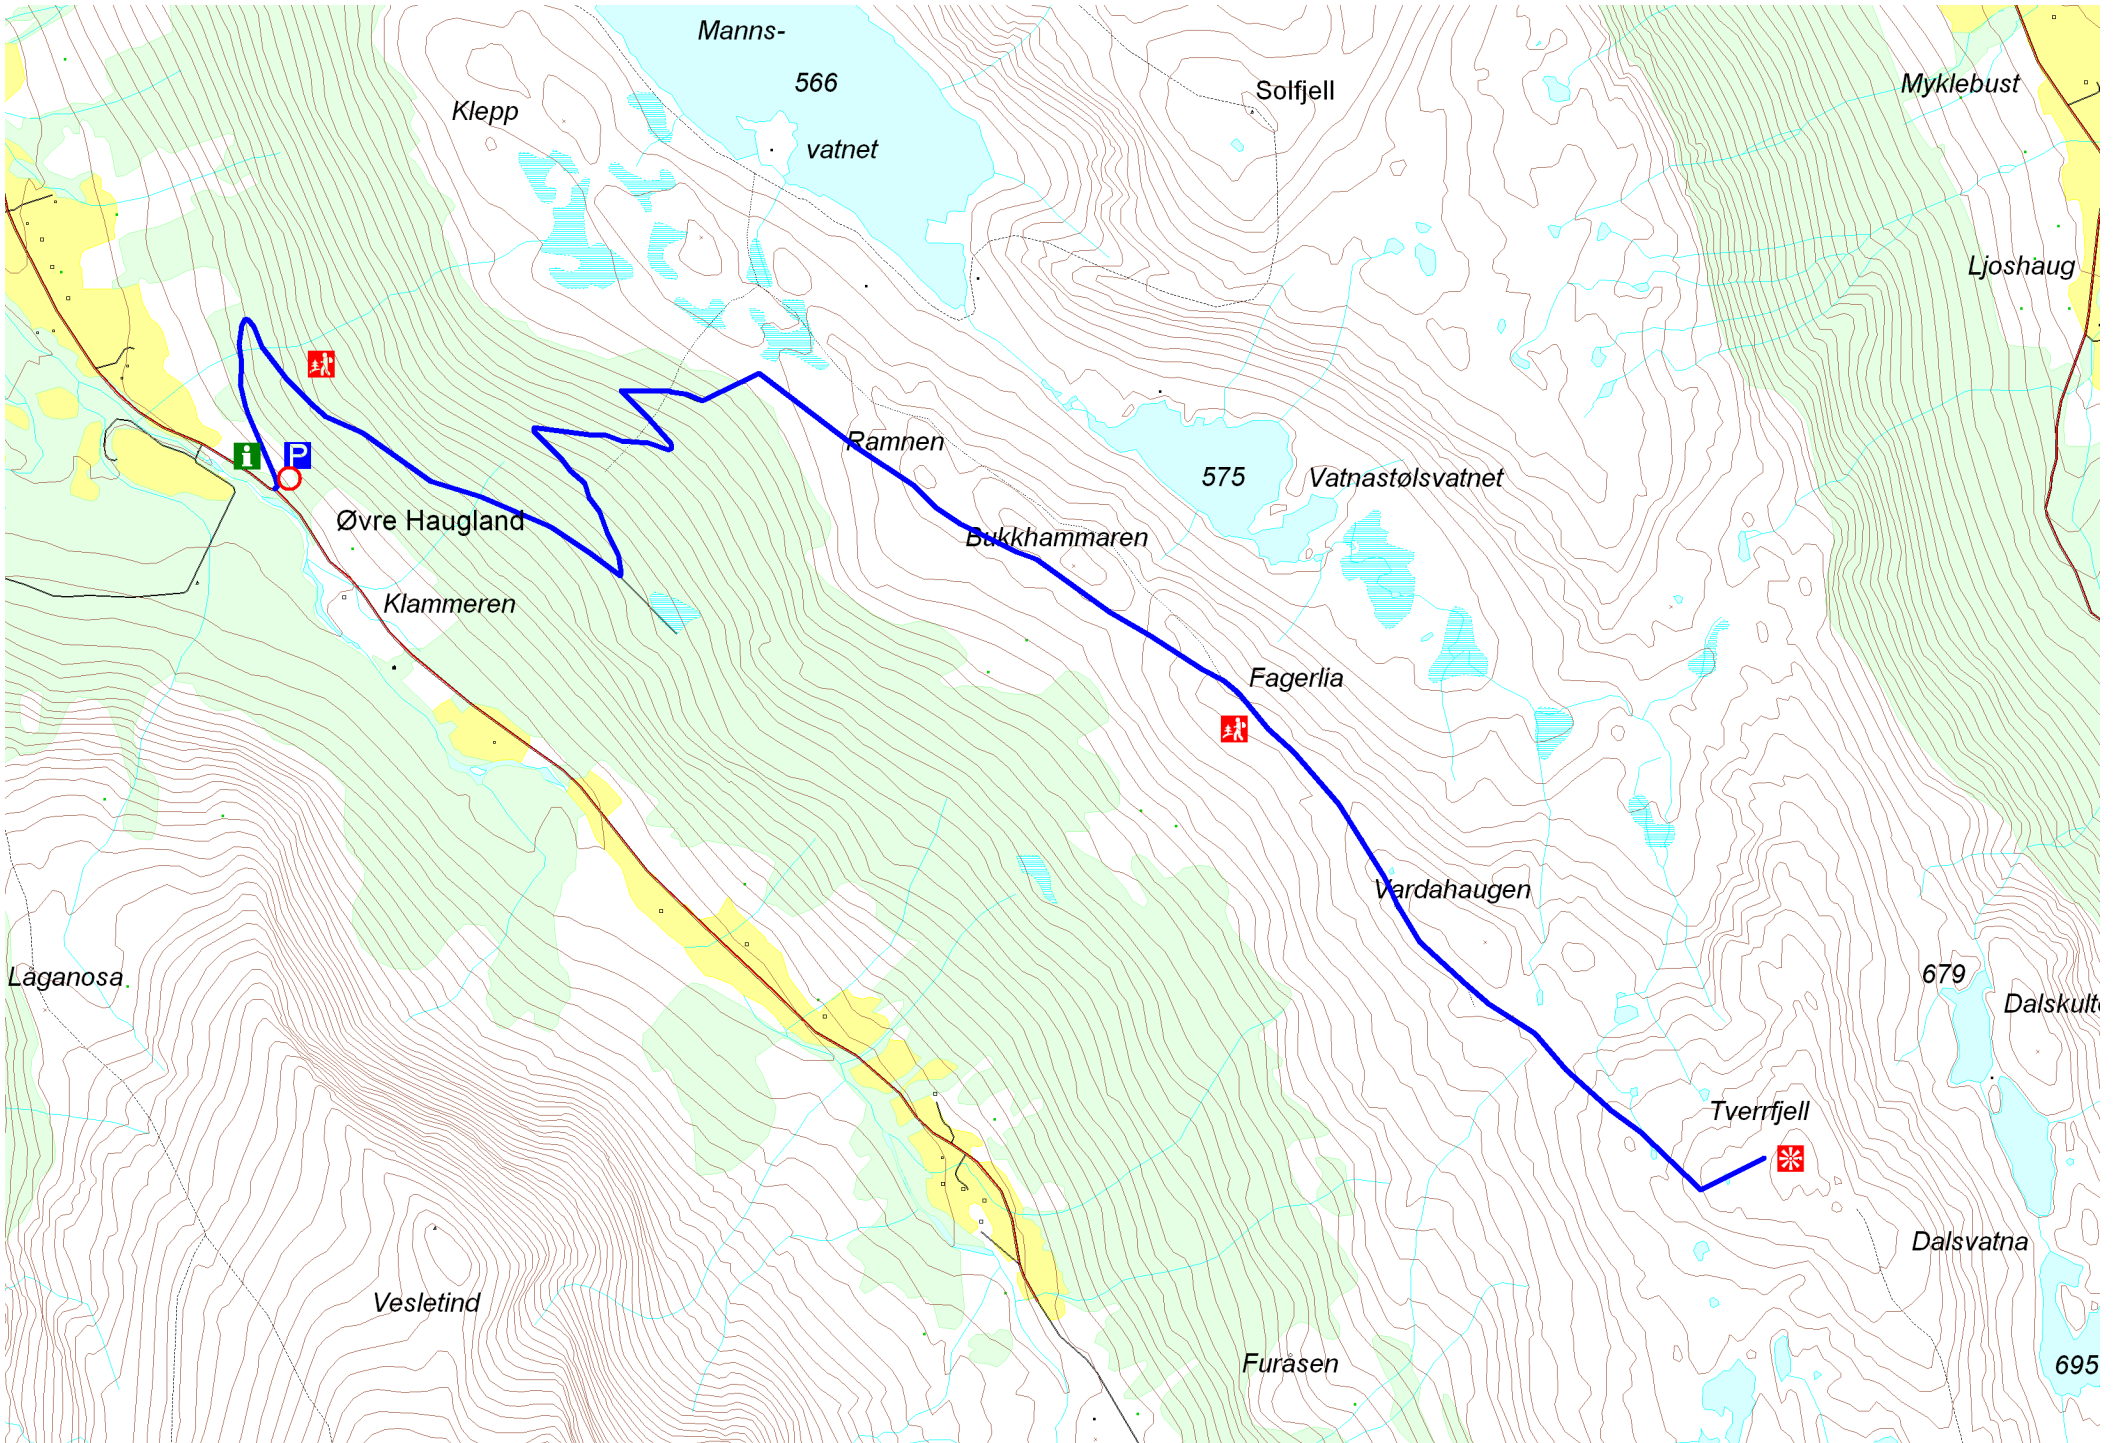 Manns-
566
vatnet
Klepp
Solfjell
Myklebust
Ljoshaug
i
P
Ramnen
575
Vatnastølsvatnet
Øvre Haugland
Bukkhammaren
Klammeren
Fagerlia
Vardahaugen
Laganosa
679
Dalskulte
Tverrfjell
Dalsvatna
Vesletind
Furåsen
695